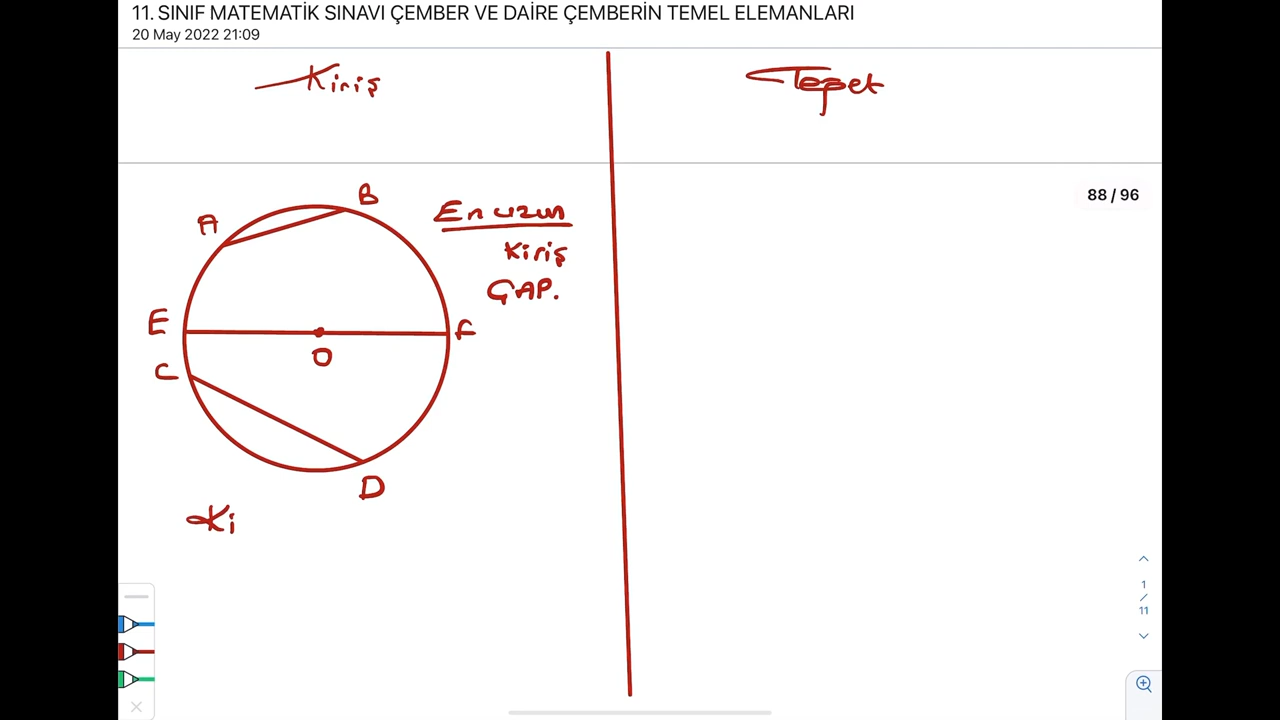 11. SINIF MATEMATİK SINAVI ÇEMBER VE DAİRE ÇEMBERİN TEMEL ELEMANLARI
20 May 2022 21:09
Kiriş
Teğet
88 / 96
B
A
En uzun
Kiriş
ÇAP.
E
F
O
C
D
Ki
1
/
11